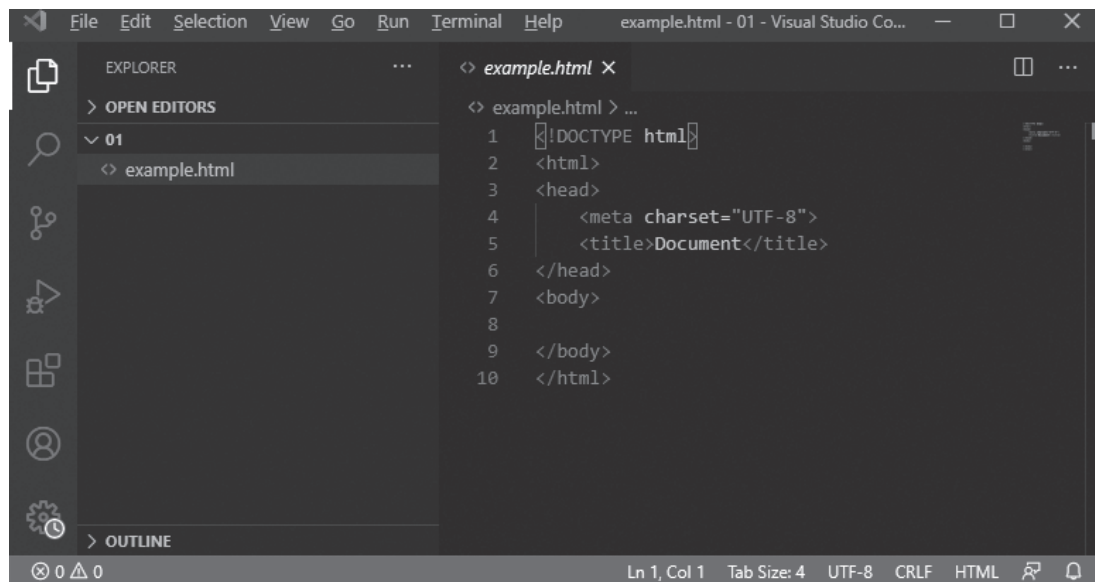 File Edit Selection View Go Run Terminal Help example.html - 01 - Visual Studio Co...
EXPLORER
OPEN EDITORS
01
example.html
OUTLINE
example.html
example.html > ...
1 <!DOCTYPE html>
2 <html>
3 <head>
4 <meta charset="UTF-8">
5 <title>Document</title>
6 </head>
7 <body>
8
9 </body>
10 </html>
0 0
Ln 1, Col 1 Tab Size: 4 UTF-8 CRLF HTML